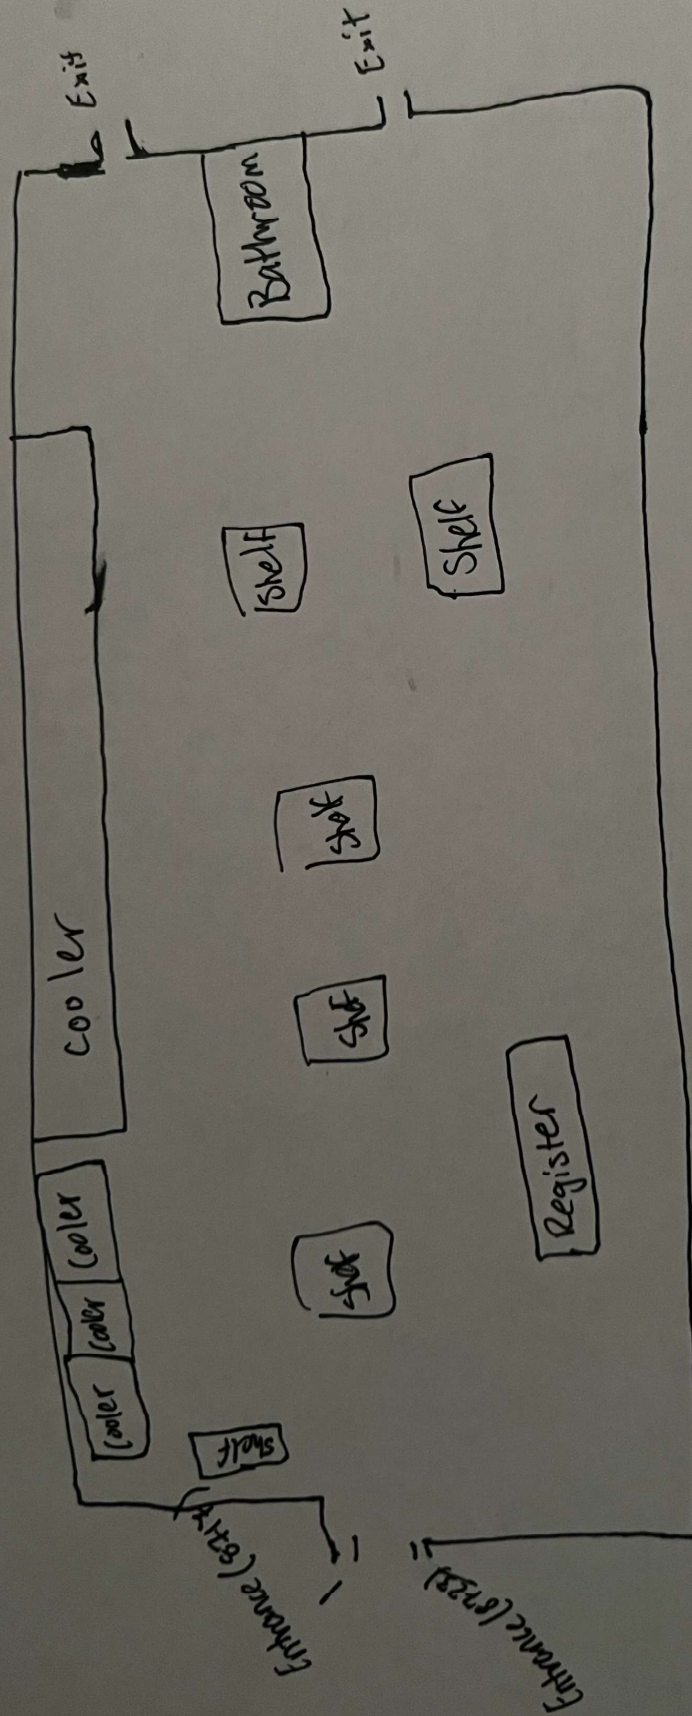 Exit
Exit
Bathroom
Shelf
Shelf
Shelf
cooler
Shelf
Register
Cooler
Cooler
Cooler
Shelf
Shelf
Entrance
Entrance